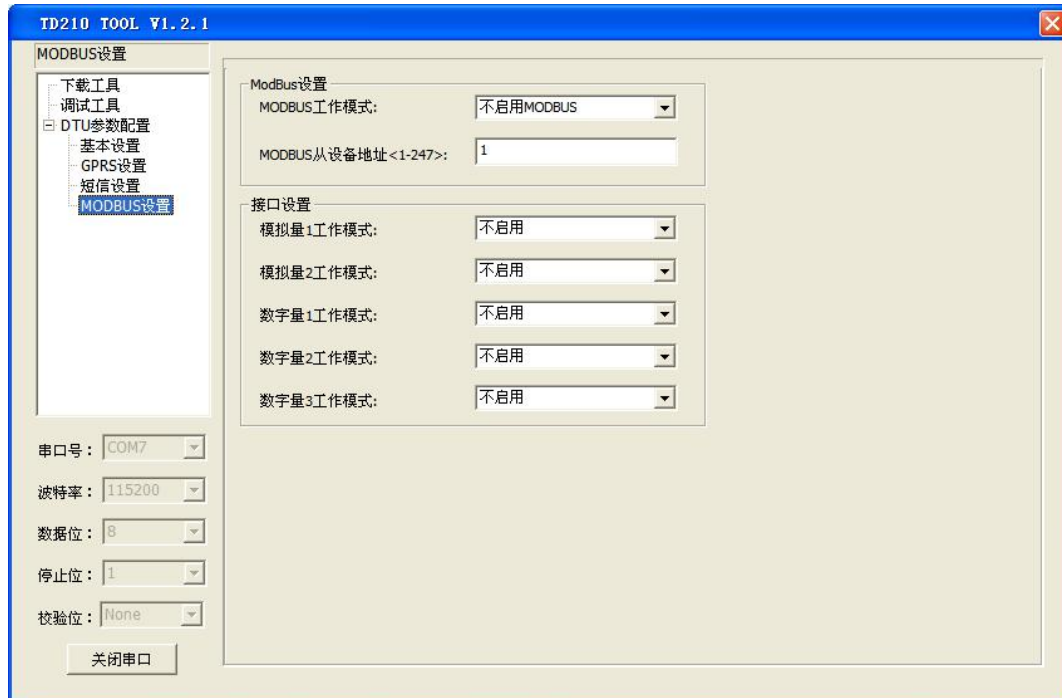 TD210 TOOL V1.2.1
MODBUS设置
下载工具
调试工具
DTU参数配置
基本设置
GPRS设置
短信设置
MODBUS设置
串口号： COM7
波特率： 115200
数据位： 8
停止位： 1
校验位： None
关闭串口
ModBus设置
MODBUS工作模式: 不启用MODBUS
MODBUS从设备地址<1-247>: 1
接口设置
模拟量1工作模式: 不启用
模拟量2工作模式: 不启用
数字量1工作模式: 不启用
数字量2工作模式: 不启用
数字量3工作模式: 不启用